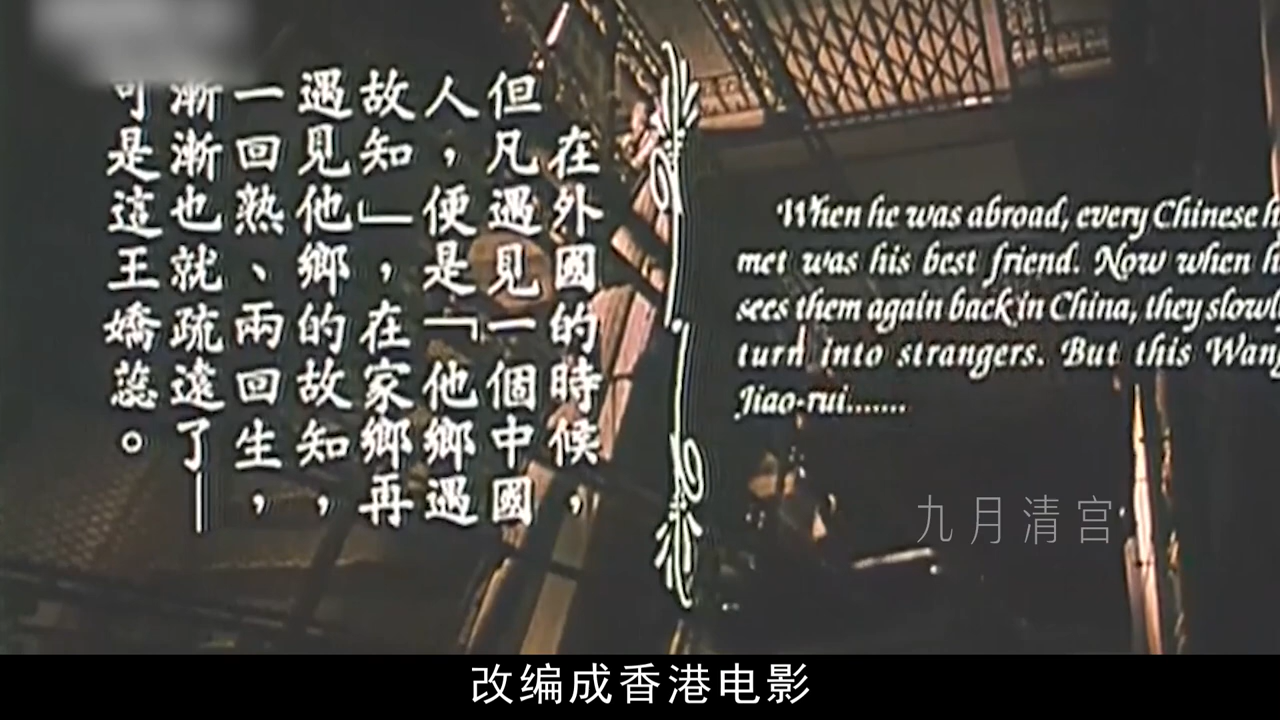 在外國的時候，
但凡遇見一個中國
人，便是「他鄉遇
故知」，在家鄉再
遇見他鄉的故知，
一回熟、兩回生，
漸漸也就疏遠了—
可是這王嬌蕊。
When he was abroad, every Chinese h
met was his best friend. Now when h
sees them again back in China, they slowly
turn into strangers. But this Wang
Jiao-rui.......
九月清宫
改编成香港电影